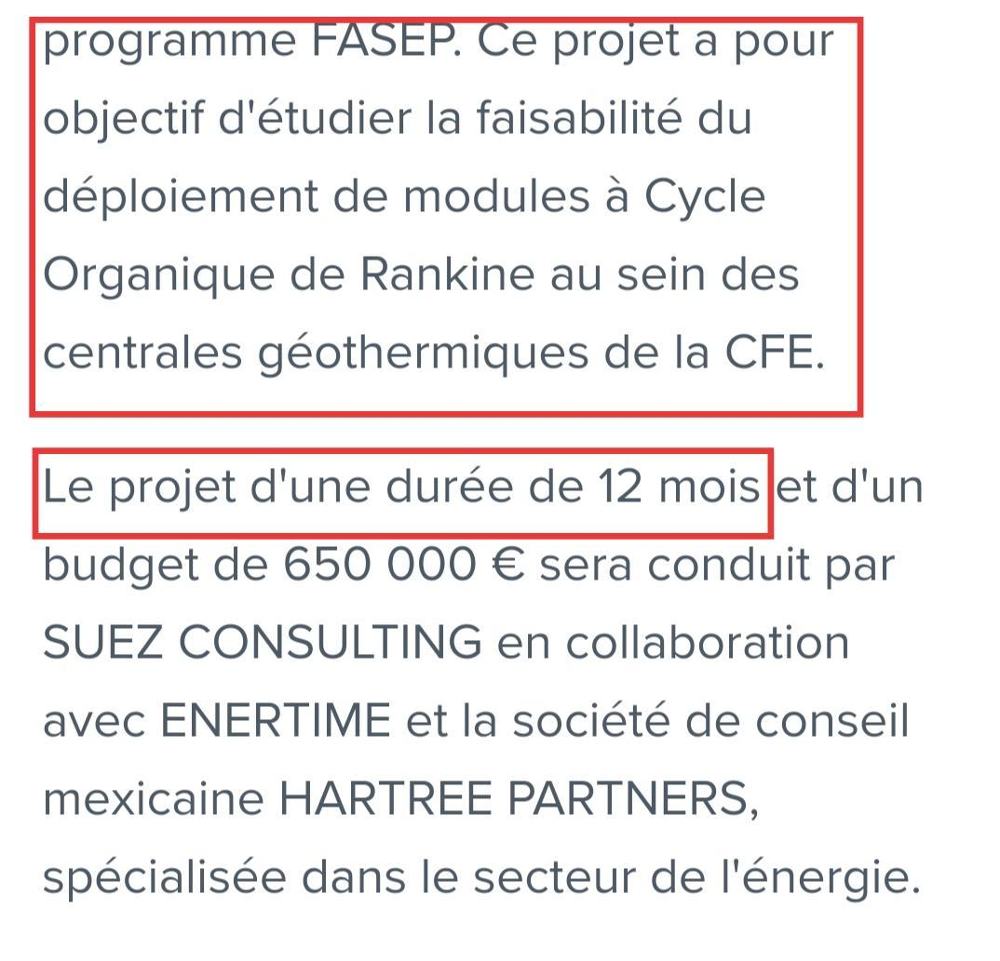 programme FASEP. Ce projet a pour
objectif d'étudier la faisabilité du
déploiement de modules à Cycle
Organique de Rankine au sein des
centrales géothermiques de la CFE.
Le projet d'une durée de 12 mois et d'un
budget de 650 000 € sera conduit par
SUEZ CONSULTING en collaboration
avec ENERTIME et la société de conseil
mexicaine HARTREE PARTNERS,
spécialisée dans le secteur de l'énergie.